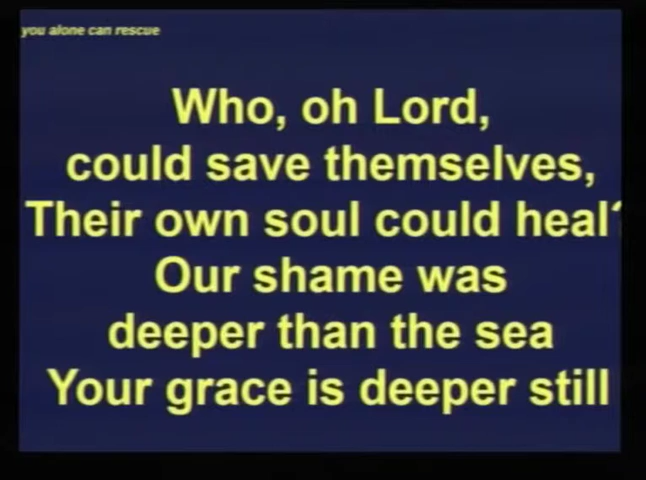 you alone can rescue
Who, oh Lord,
could save themselves,
Their own soul could heal?
Our shame was
deeper than the sea
Your grace is deeper still